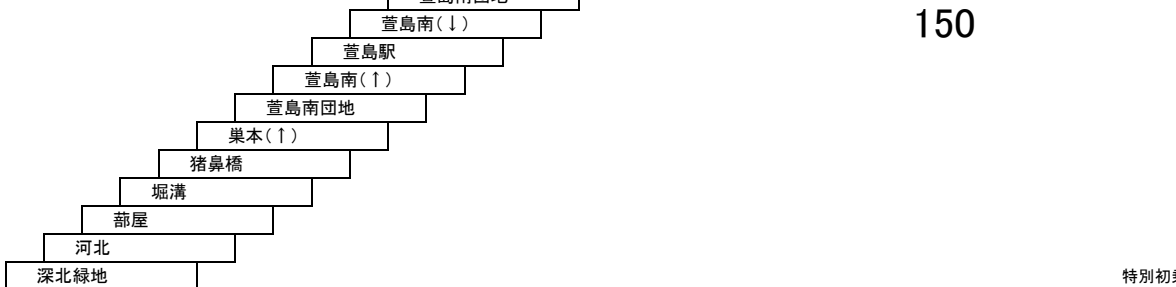 萱島南(↓)
150
萱島駅
萱島南(↑)
萱島南団地
巣本(↑)
猪鼻橋
堀溝
蔀屋
河北
深北緑地
特別初